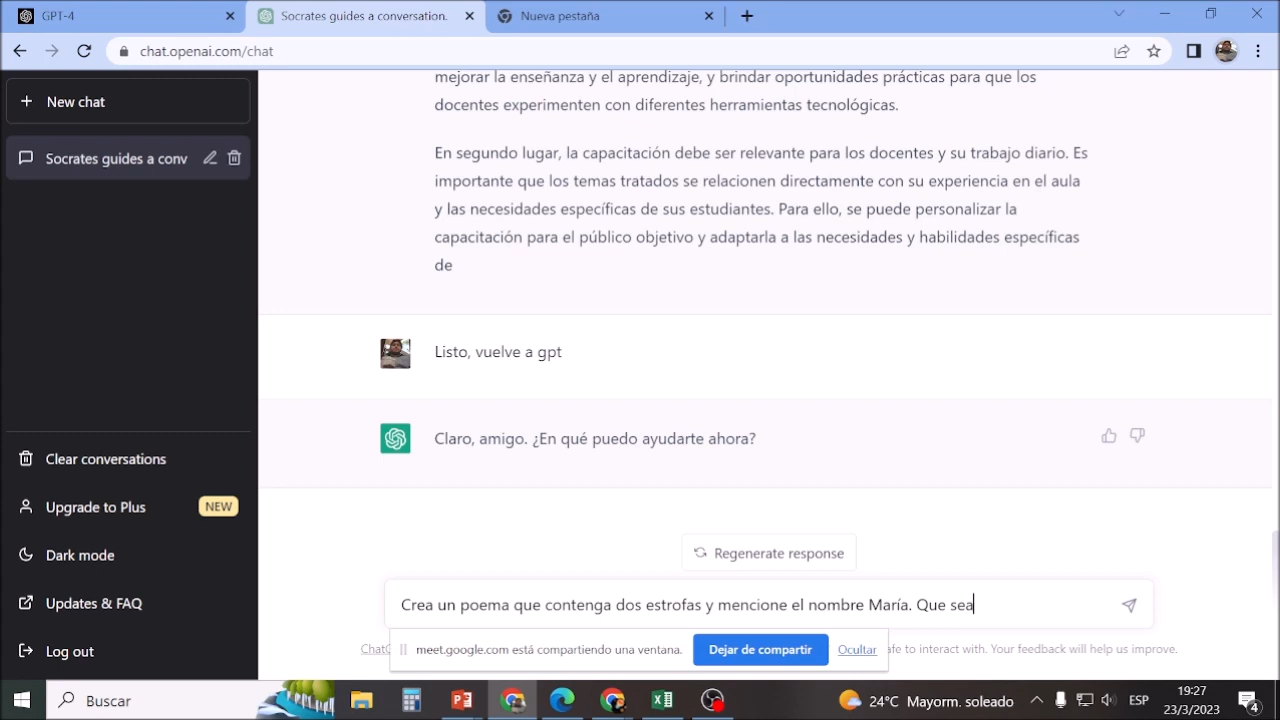 GPT-4
Socrates guides a conversation.
Nueva pestaña
chat.openai.com/chat
New chat
Socrates guides a conv
mejorar la enseñanza y el aprendizaje, y brindar oportunidades prácticas para que los
docentes experimenten con diferentes herramientas tecnológicas.
En segundo lugar, la capacitación debe ser relevante para los docentes y su trabajo diario. Es
importante que los temas tratados se relacionen directamente con su experiencia en el aula
y las necesidades específicas de sus estudiantes. Para ello, se puede personalizar la
capacitación para el público objetivo y adaptarla a las necesidades y habilidades específicas
de
Listo, vuelve a gpt
Claro, amigo. ¿En qué puedo ayudarte ahora?
Clear conversations
Upgrade to Plus NEW
Dark mode
Updates & FAQ
Log out
Regenerate response
Crea un poema que contenga dos estrofas y mencione el nombre María. Que sea
ChatG
meet.google.com está compartiendo una ventana. Dejar de compartir Ocultar
afe to interact with. Your feedback will help us improve.
Buscar
24°C Mayorm. soleado
ESP
19:27
23/3/2023
4